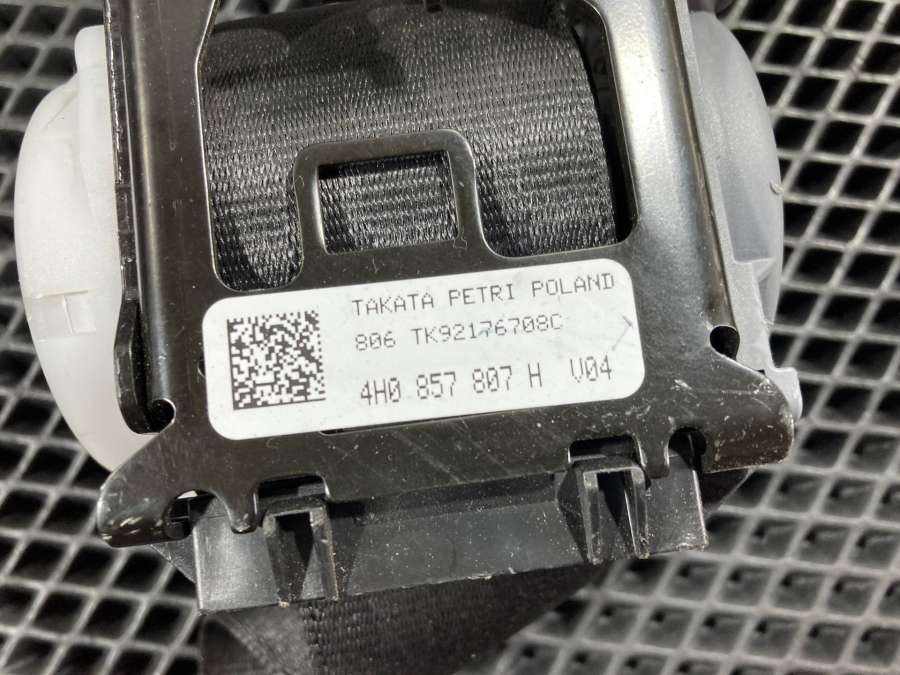 TAKATA PETRI POLAND
806 TK92176708C
4H0 857 807 H V04